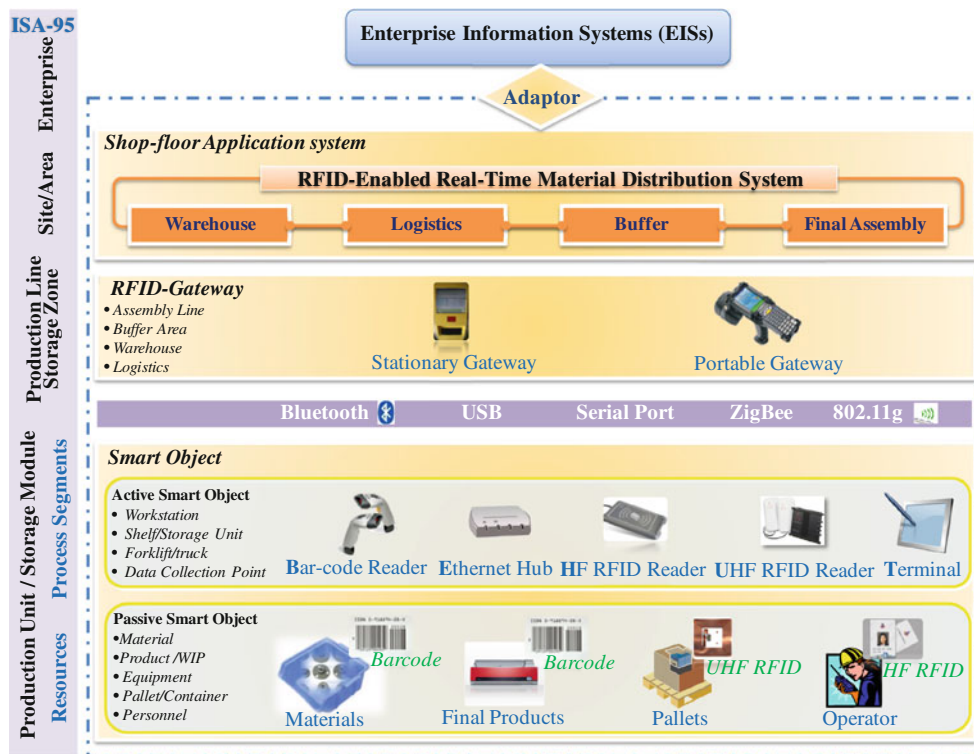 ISA-95
Enterprise
Site/Area
Production Line
Storage Zone
Production Unit / Storage Module
Process Segments
Resources
Enterprise Information Systems (EISs)
Adaptor
Shop-floor Application system
RFID-Enabled Real-Time Material Distribution System
Warehouse
Logistics
Buffer
Final Assembly
RFID-Gateway
• Assembly Line
• Buffer Area
• Warehouse
• Logistics
Stationary Gateway
Portable Gateway
Bluetooth
USB
Serial Port
ZigBee
802.11g
Smart Object
Active Smart Object
• Workstation
• Shelf/Storage Unit
• Forklift/truck
• Data Collection Point
Bar-code Reader
Ethernet Hub
HF RFID Reader
UHF RFID Reader
Terminal
Passive Smart Object
•Material
•Product /WIP
• Equipment
• Pallet/Container
• Personnel
Barcode
Materials
Barcode
Final Products
UHF RFID
Pallets
HF RFID
Operator